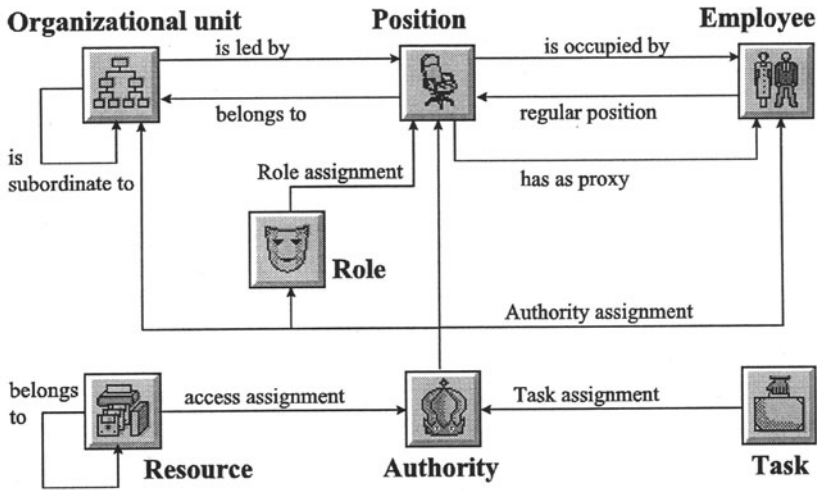 Organizational unit
Position
Employee
is led by
is occupied by
belongs to
regular position
is
subordinate to
Role assignment
has as proxy
Role
Authority assignment
belongs
to
access assignment
Task assignment
Resource
Authority
Task